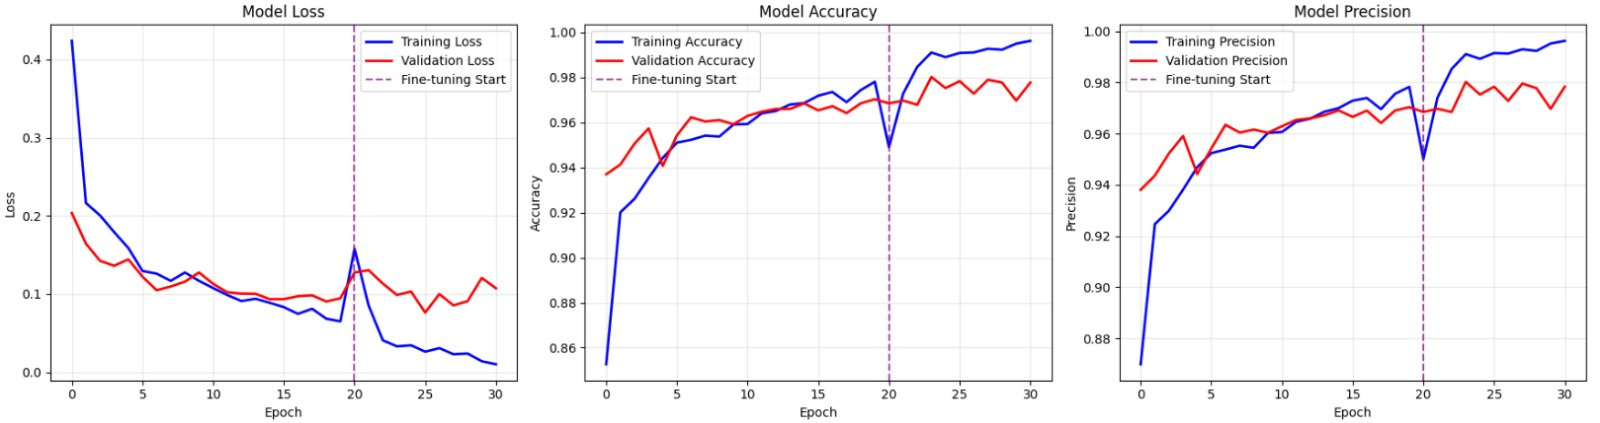 Model Loss
Training Loss
Validation Loss
Fine-tuning Start
0.4
0.3
0.2
0.1
0.0
Loss
0 5 10 15 20 25 30
Epoch
Model Accuracy
Training Accuracy
Validation Accuracy
Fine-tuning Start
1.00
0.98
0.96
0.94
0.92
0.90
0.88
0.86
Accuracy
0 5 10 15 20 25 30
Epoch
Model Precision
Training Precision
Validation Precision
Fine-tuning Start
1.00
0.98
0.96
0.94
0.92
0.90
0.88
Precision
0 5 10 15 20 25 30
Epoch